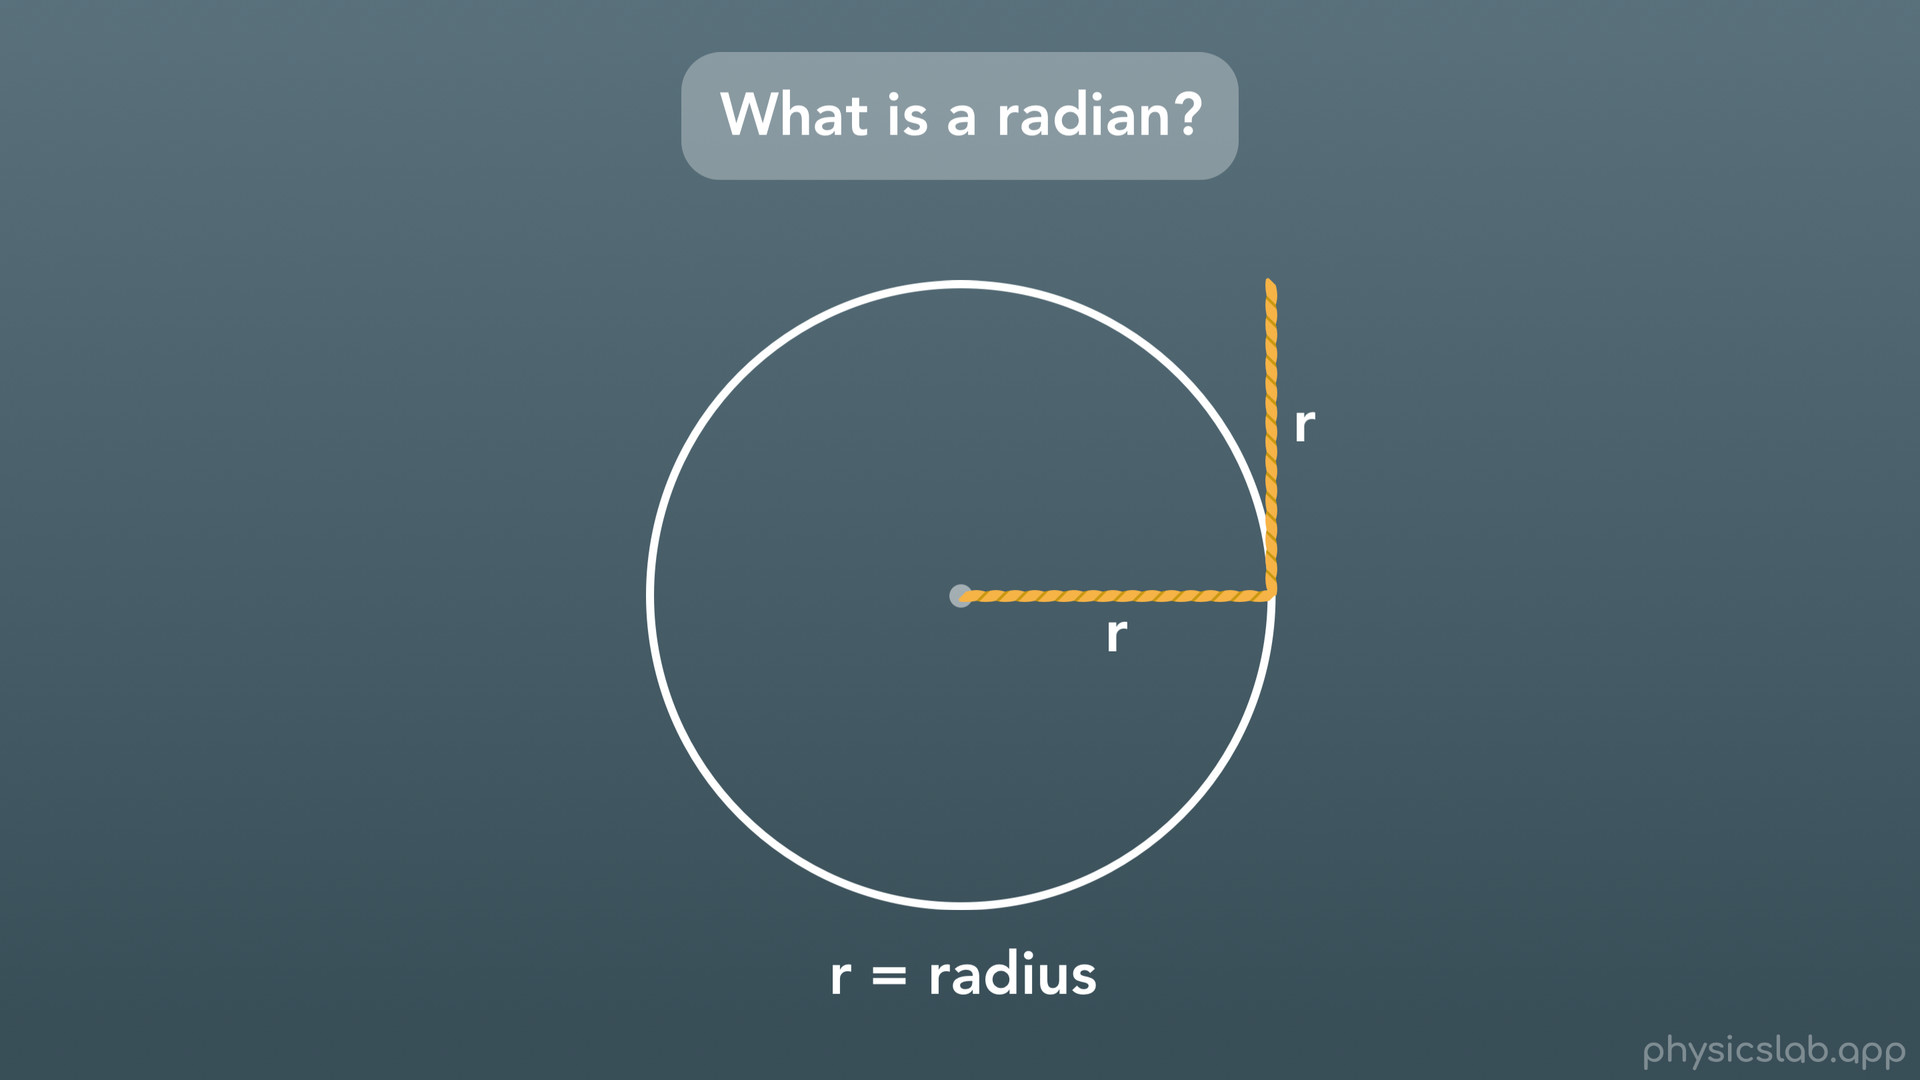 What is a radian?
r
r
r = radius
physicslab.app